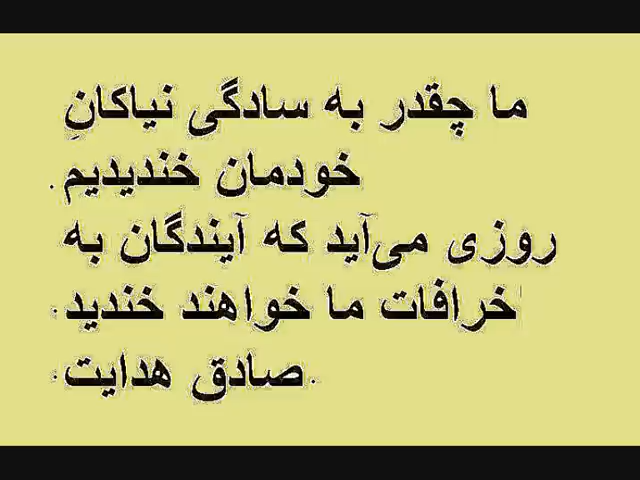 ما چقدر به سادگی نیاکانِ
خودمان خندیدیم.
روزی می‌آید که آیندگان به
خرافات ما خواهند خندید.
.صادق هدایت.